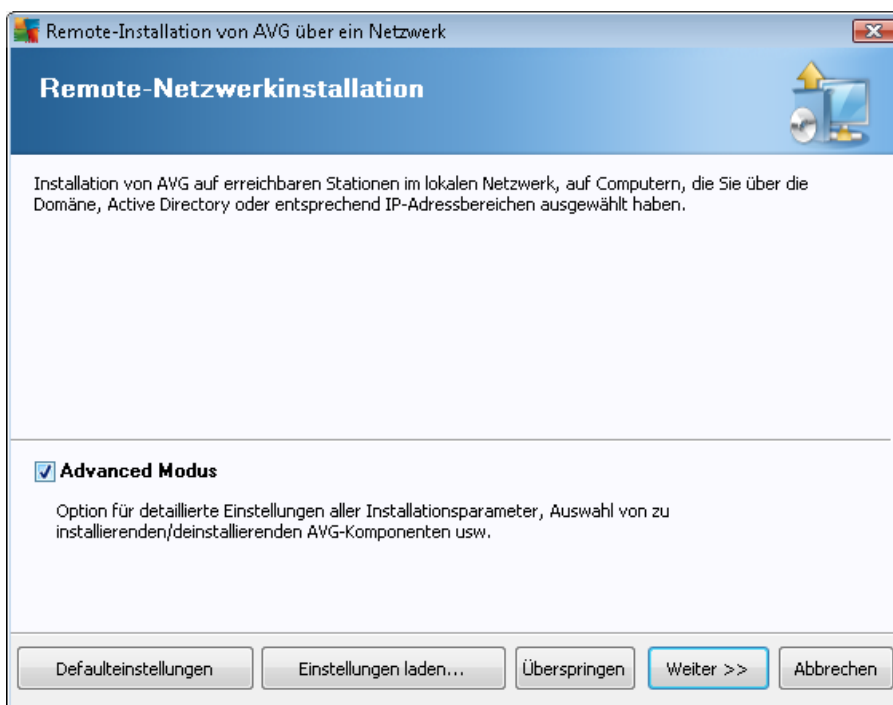 Remote-Installation von AVG über ein Netzwerk
Remote-Netzwerkinstallation
Installation von AVG auf erreichbaren Stationen im lokalen Netzwerk, auf Computern, die Sie über die
Domäne, Active Directory oder entsprechend IP-Adressbereichen ausgewählt haben.
Advanced Modus
Option für detaillierte Einstellungen aller Installationsparameter, Auswahl von zu
installierenden/deinstallierenden AVG-Komponenten usw.
Defaulteinstellungen Einstellungen laden... Überspringen Weiter >> Abbrechen